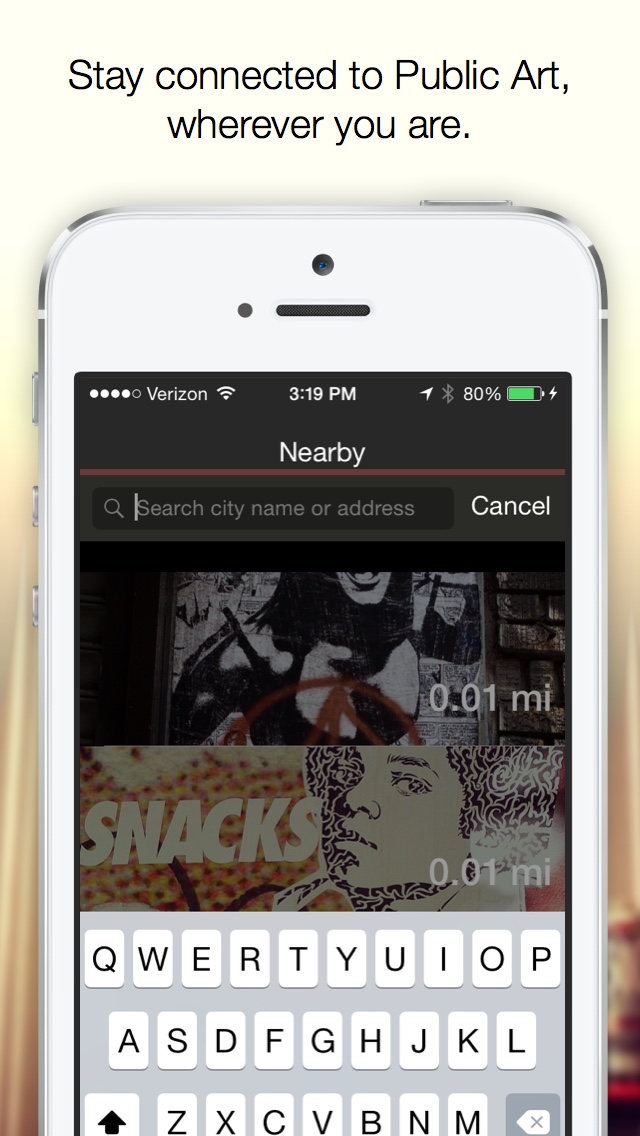 Stay connected to Public Art,
wherever you are.
Verizon 3:19 PM 80%
Nearby
Search city name or address Cancel
0.01 mi
SNACKS
0.01 mi
Q W E R T Y U I O P
A S D F G H J K L
Z X C V B N M